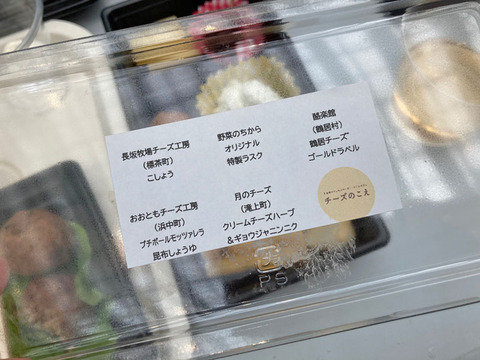 長坂牧場チーズ工房
(標茶町)
こしょう
野菜のちから
オリジナル
特製ラスク
酪楽館
(鶴居村)
鶴居チーズ
ゴールドラベル
おおともチーズ工房
(浜中町)
プチボールモッツァレラ
昆布しょうゆ
月のチーズ
(滝上町)
クリームチーズハーブ
&ギョウジャニンニク
チーズのこえ
PS